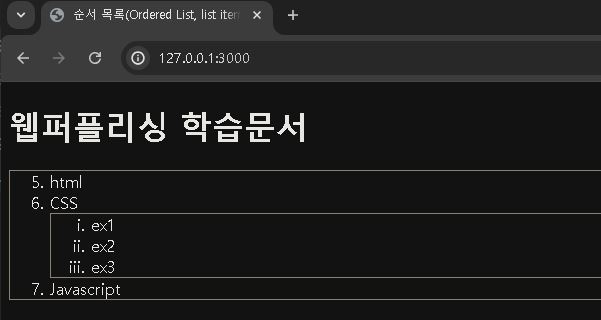 순서 목록(Ordered List, list iten
127.0.0.1:3000
웹퍼플리싱 학습문서
5. html
6. CSS
i. ex1
ii. ex2
iii. ex3
7. Javascript